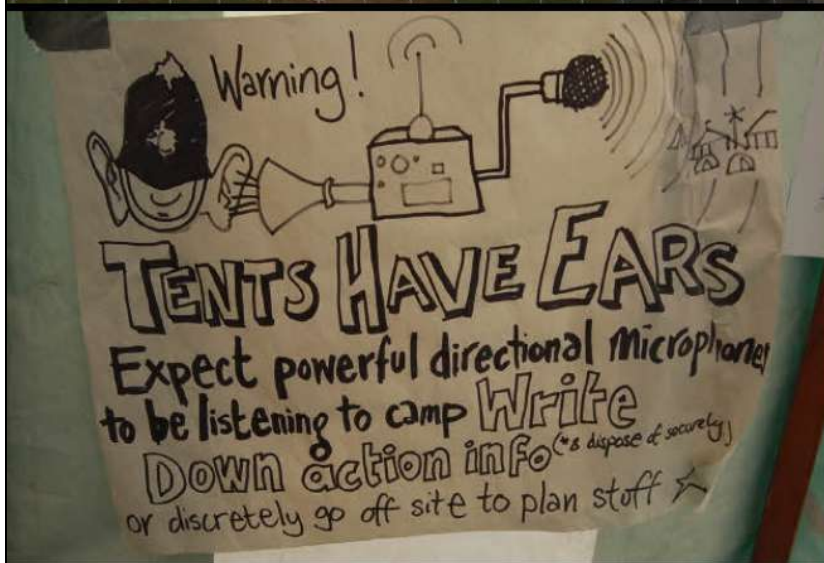 Warning!
TENTS HAVE EARS
Expect powerful directional microphones
to be listening to camp Write
Down action info (*& dispose of securely)
or discretely go off site to plan stuff